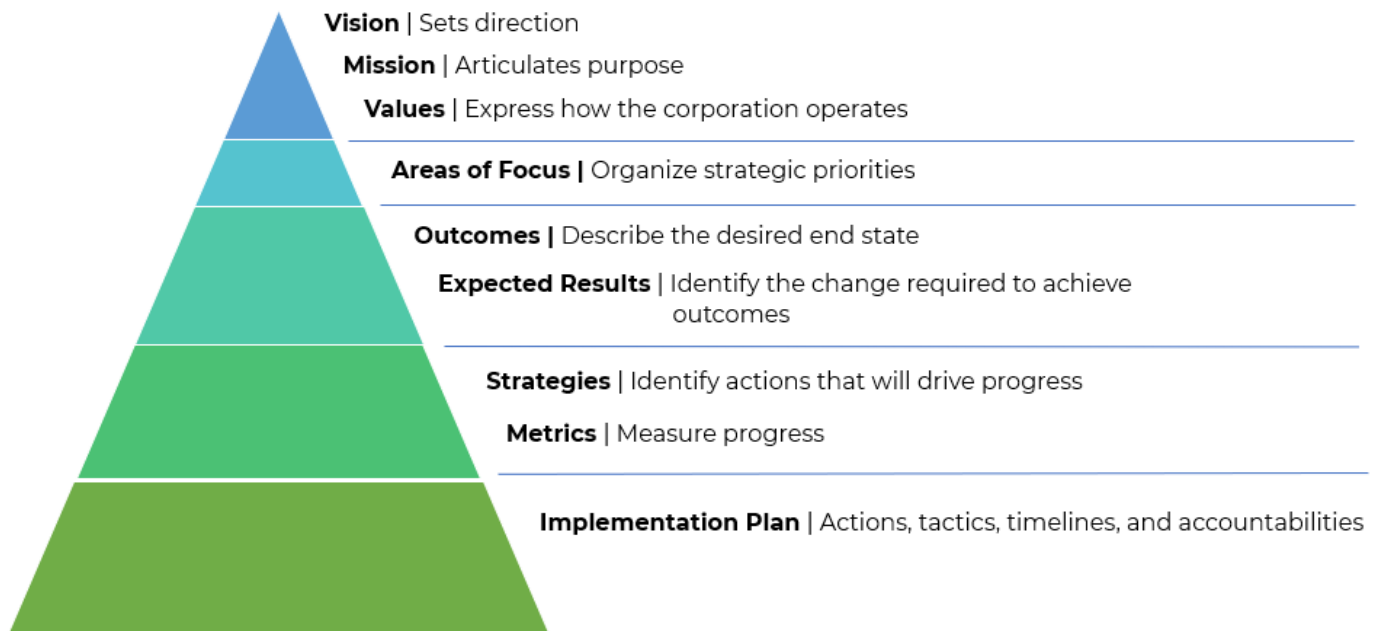 Vision | Sets direction
Mission | Articulates purpose
Values | Express how the corporation operates
Areas of Focus | Organize strategic priorities
Outcomes | Describe the desired end state
Expected Results | Identify the change required to achieve
outcomes
Strategies | Identify actions that will drive progress
Metrics | Measure progress
Implementation Plan | Actions, tactics, timelines, and accountabilities